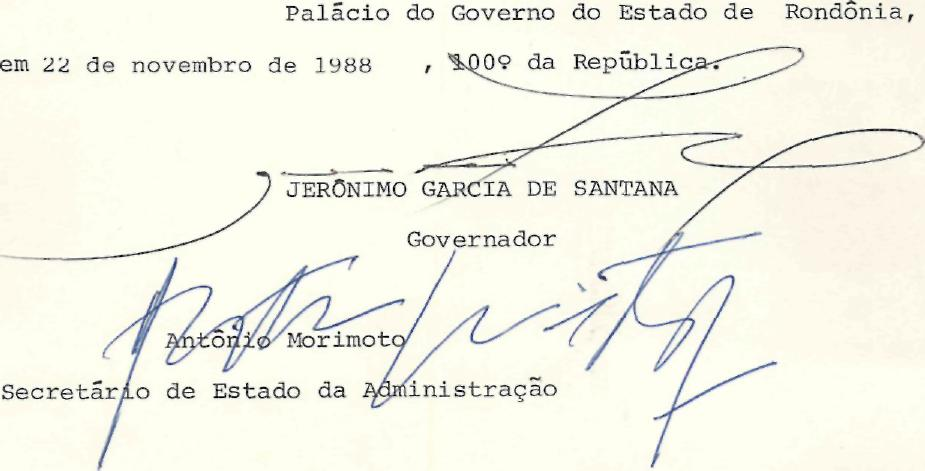 Palácio do Governo do Estado de Rondônia,
em 22 de novembro de 1988 , 100º da República.
JERÔNIMO GARCIA DE SANTANA
Governador
Antônio Morimoto
Secretário de Estado da Administração